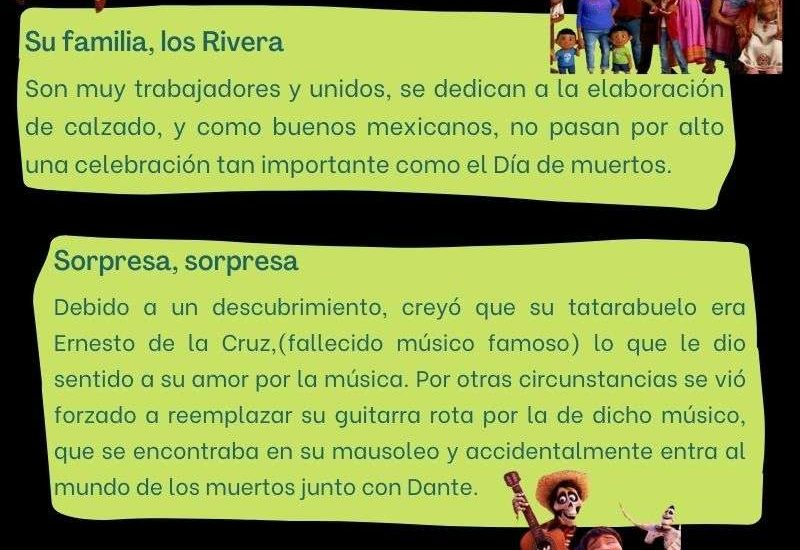 Su familia, los Rivera
Son muy trabajadores y unidos, se dedican a la elaboración
de calzado, y como buenos mexicanos, no pasan por alto
una celebración tan importante como el Día de muertos.
Sorpresa, sorpresa
Debido a un descubrimiento, creyó que su tatarabuelo era
Ernesto de la Cruz,(fallecido músico famoso) lo que le dio
sentido a su amor por la música. Por otras circunstancias se vió
forzado a reemplazar su guitarra rota por la de dicho músico,
que se encontraba en su mausoleo y accidentalmente entra al
mundo de los muertos junto con Dante.